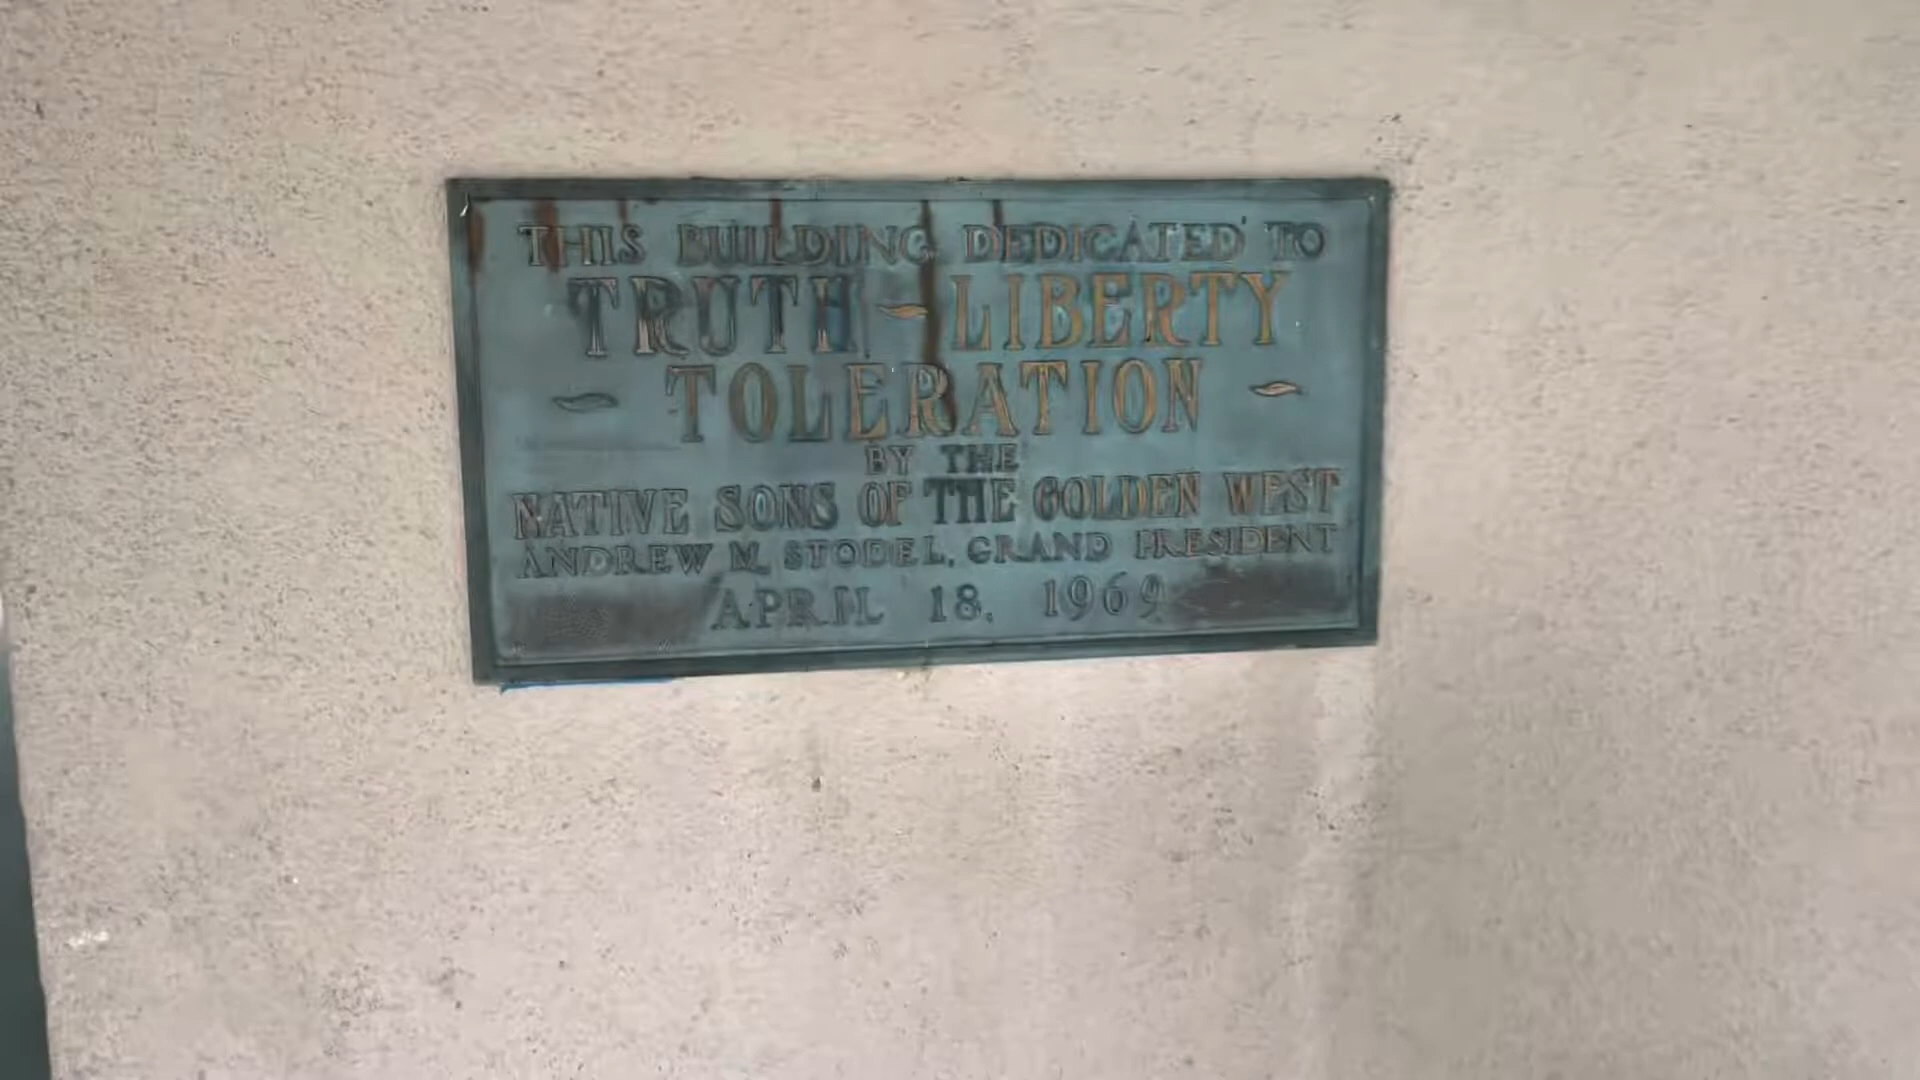 THIS BUILDING DEDICATED TO
TRUTH ~ LIBERTY
~ TOLERATION ~
BY THE
NATIVE SONS OF THE GOLDEN WEST
ANDREW M. STODEL, GRAND PRESIDENT
APRIL 18, 1969